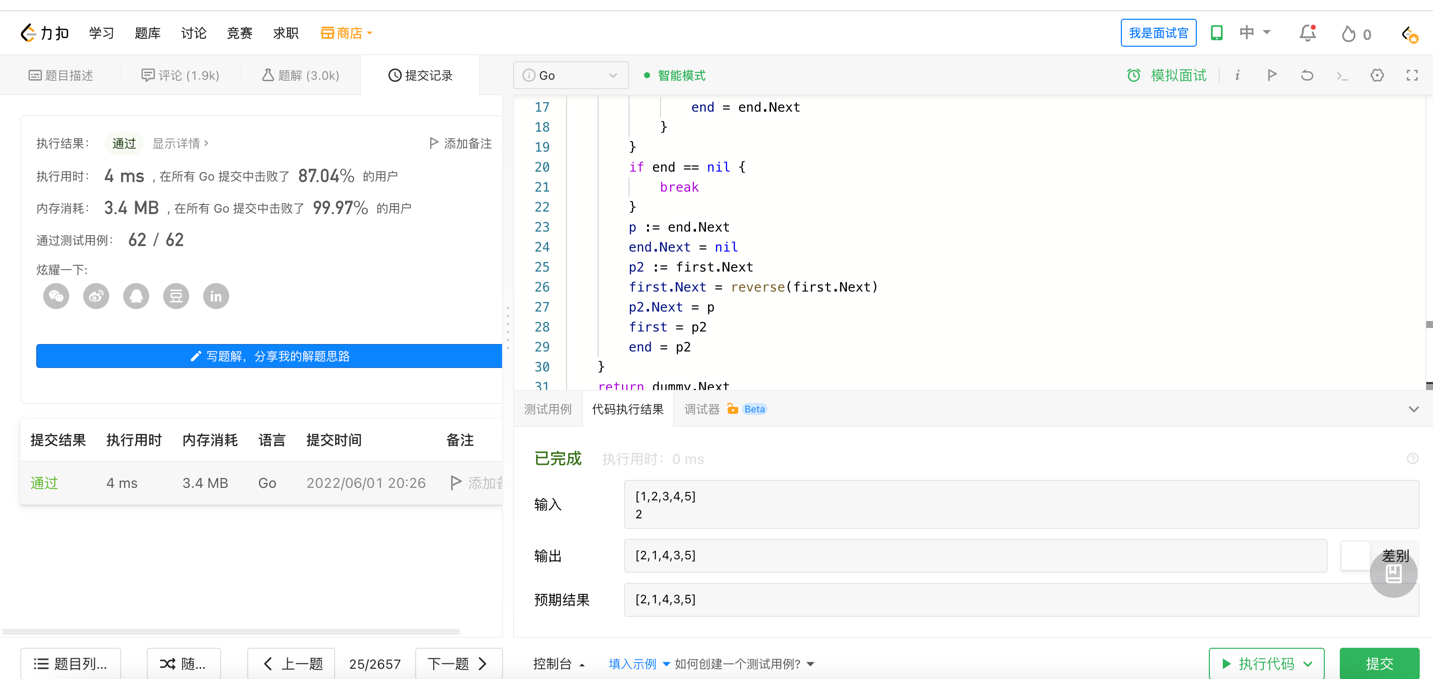 力扣 学习 题库 讨论 竞赛 求职 商店 我是面试官 中 0
题目描述 评论 (1.9k) 题解 (3.0k) 提交记录
执行结果： 通过 显示详情 › 添加备注
执行用时： 4 ms , 在所有 Go 提交中击败了 87.04% 的用户
内存消耗： 3.4 MB , 在所有 Go 提交中击败了 99.97% 的用户
通过测试用例： 62 / 62
炫耀一下:
豆 in
写题解，分享我的解题思路
提交结果 执行用时 内存消耗 语言 提交时间 备注
通过 4 ms 3.4 MB Go 2022/06/01 20:26 添加备
题目列... 随... 上一题 25/2657 下一题
i Go 智能模式 模拟面试 i
17 end = end.Next
18 }
19 }
20 if end == nil {
21 break
22 }
23 p := end.Next
24 end.Next = nil
25 p2 := first.Next
26 first.Next = reverse(first.Next)
27 p2.Next = p
28 first = p2
29 end = p2
30 }
31 return dummy.Next
测试用例 代码执行结果 调试器 Beta
已完成 执行用时：0 ms
输入
[1,2,3,4,5]
2
输出 [2,1,4,3,5] 差别
预期结果 [2,1,4,3,5]
控制台 填入示例 如何创建一个测试用例? 执行代码 提交